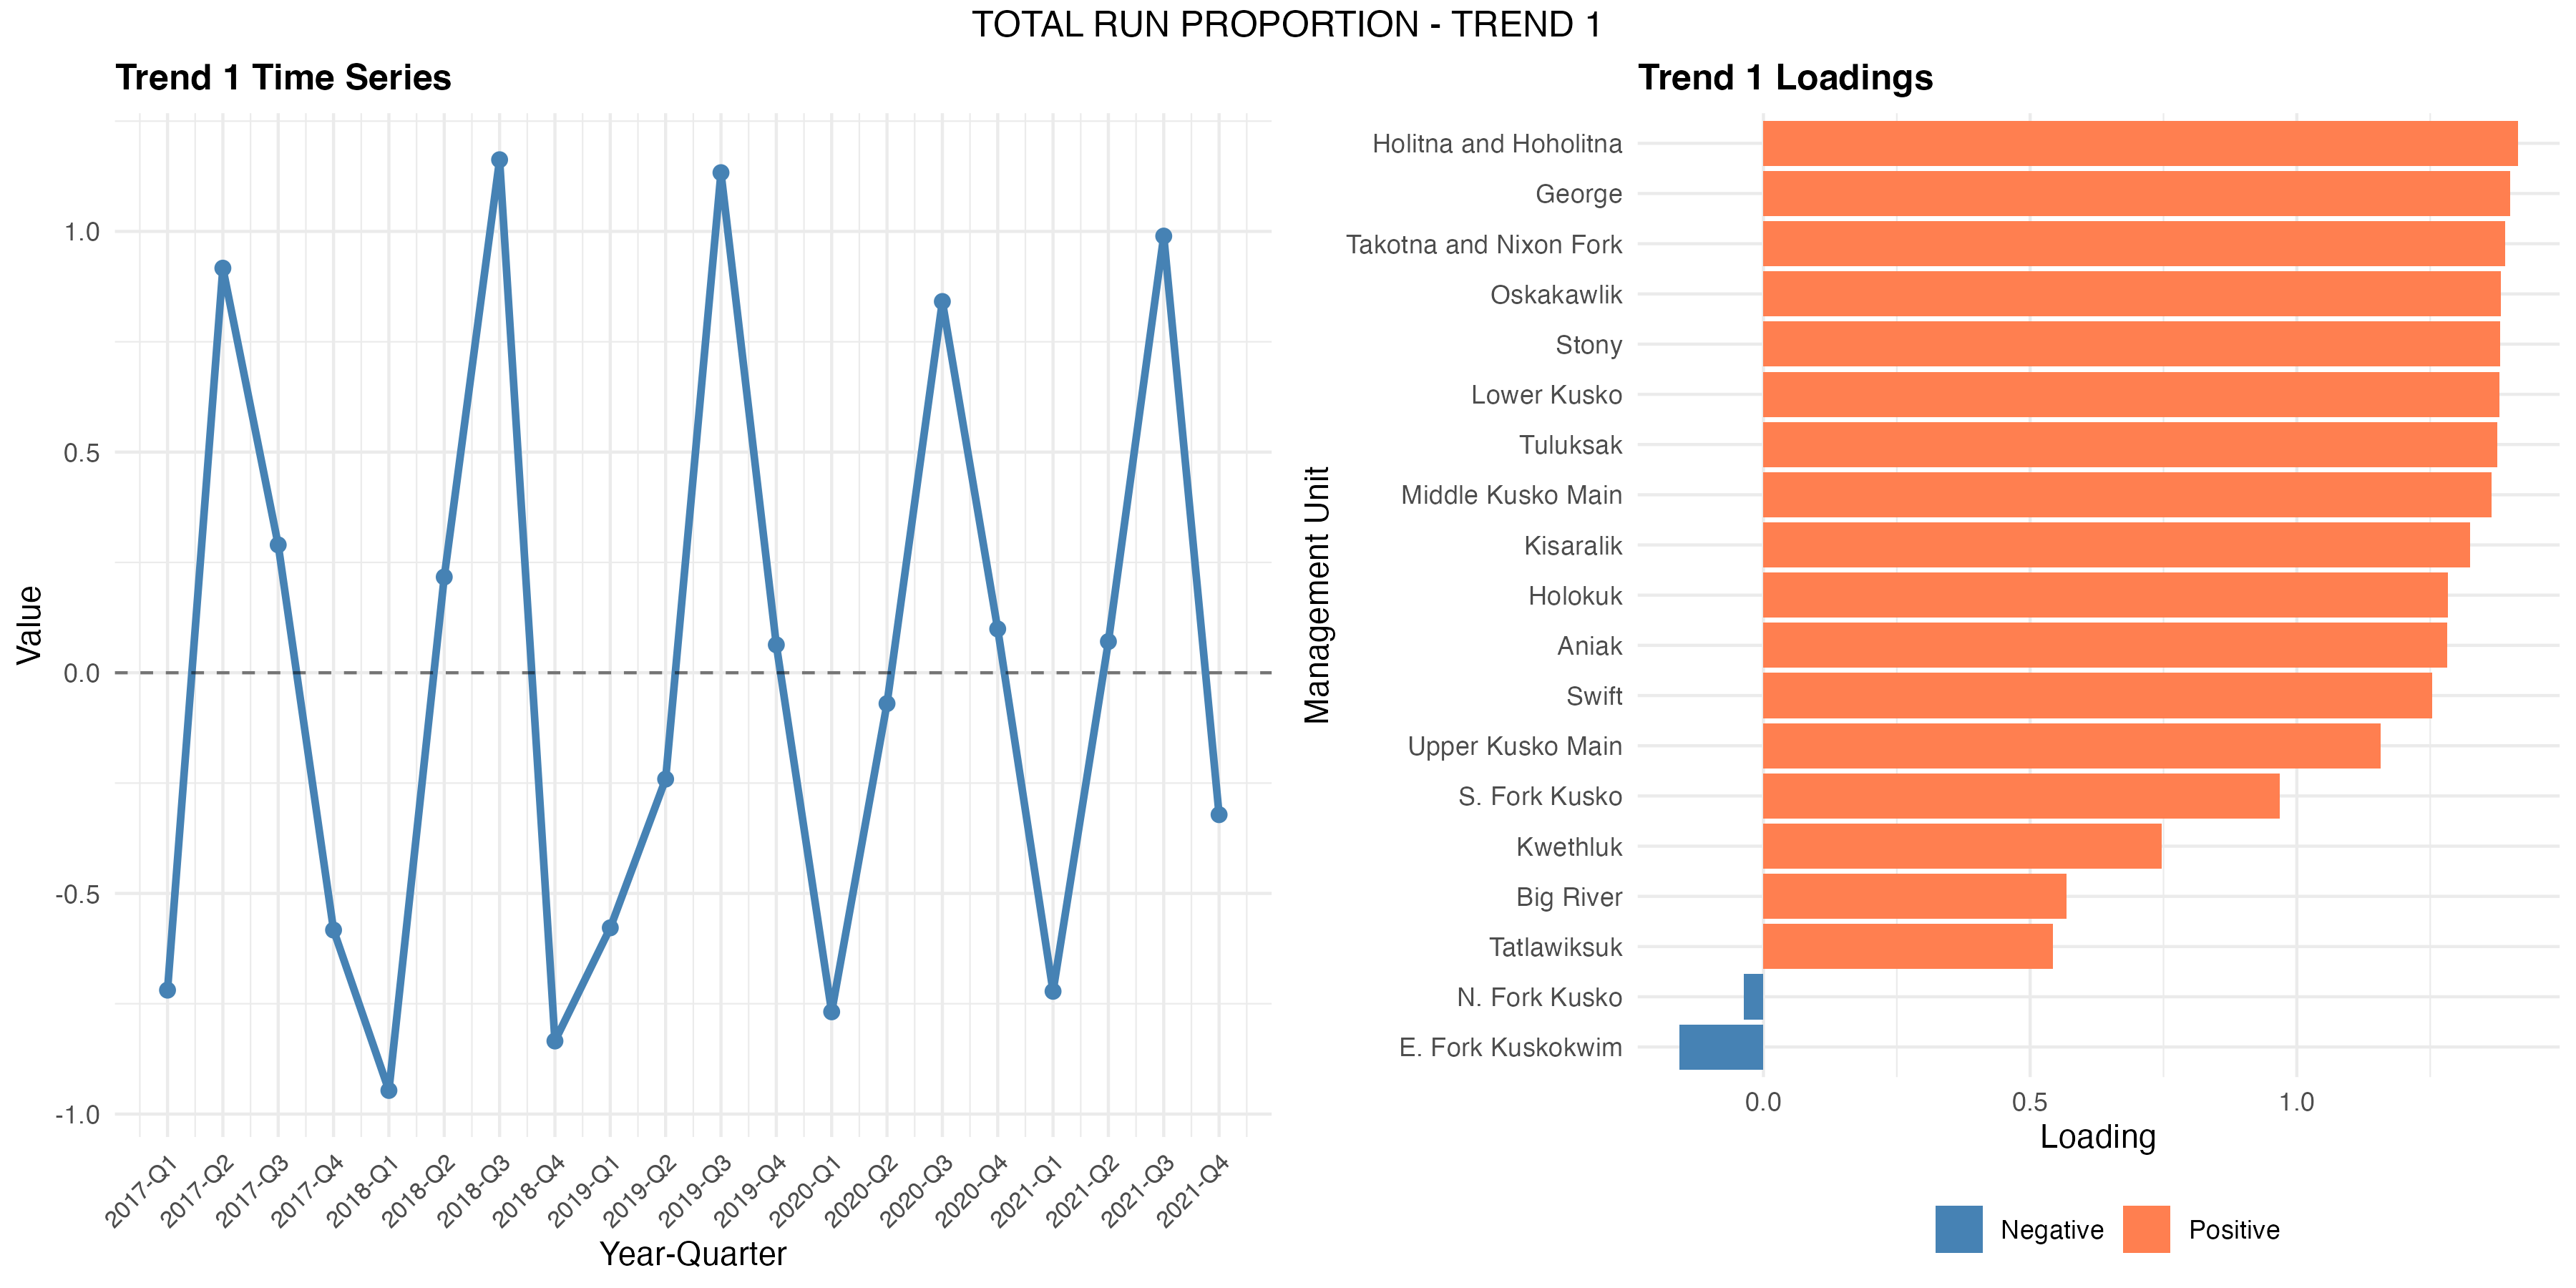 TOTAL RUN PROPORTION - TREND 1
Trend 1 Time Series
Value
1.0
0.5
0.0
-0.5
-1.0
2017-Q1
2017-Q2
2017-Q3
2017-Q4
2018-Q1
2018-Q2
2018-Q3
2018-Q4
2019-Q1
2019-Q2
2019-Q3
2019-Q4
2020-Q1
2020-Q2
2020-Q3
2020-Q4
2021-Q1
2021-Q2
2021-Q3
2021-Q4
Year-Quarter
Trend 1 Loadings
Management Unit
Holitna and Hoholitna
George
Takotna and Nixon Fork
Oskakawlik
Stony
Lower Kusko
Tuluksak
Middle Kusko Main
Kisaralik
Holokuk
Aniak
Swift
Upper Kusko Main
S. Fork Kusko
Kwethluk
Big River
Tatlawiksuk
N. Fork Kusko
E. Fork Kuskokwim
0.0
0.5
1.0
Loading
Negative
Positive